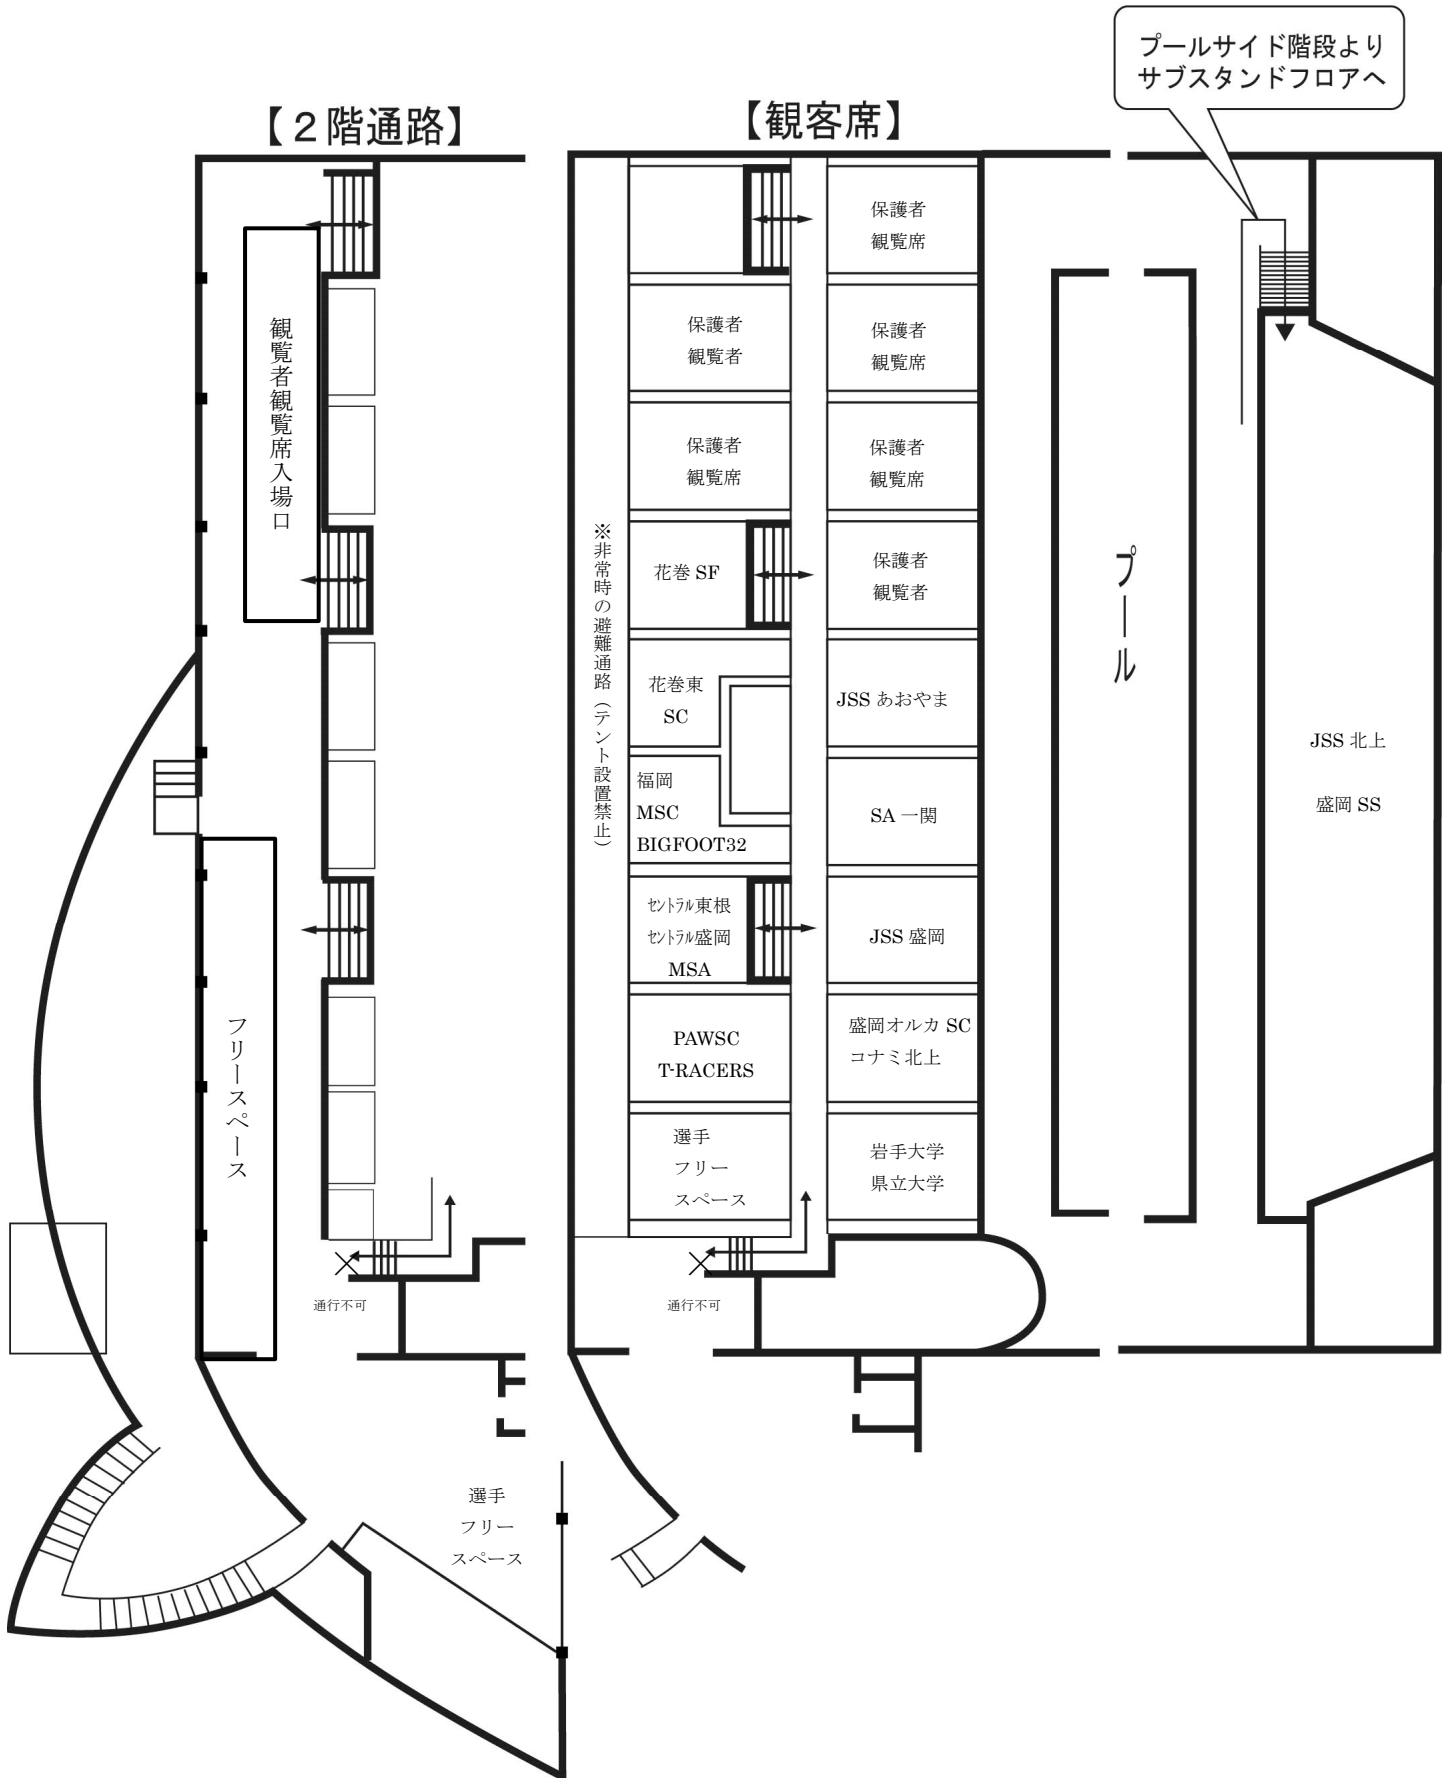 プールサイド階段より
サブスタンドフロアへ
【２階通路】
【観客席】
観覧者観覧席入場口
フリースペース
通行不可
選手
フリー
スペース
※非常時の避難通路（テント設置禁止）
保護者
観覧者
保護者
観覧席
花巻 SF
花巻東
SC
福岡
MSC
BIGFOOT32
ｾﾝﾄﾗﾙ東根
ｾﾝﾄﾗﾙ盛岡
MSA
PAWSC
T-RACERS
選手
フリー
スペース
通行不可
保護者
観覧席
保護者
観覧席
保護者
観覧席
保護者
観覧者
JSS あおやま
SA 一関
JSS 盛岡
盛岡オルカ SC
コナミ北上
岩手大学
県立大学
プール
JSS 北上
盛岡 SS